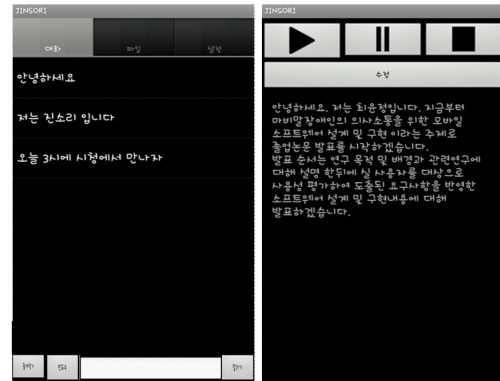 JINSORI
대화 파일 설정
안녕하세요
저는 진소리 입니다
오늘 3시에 시청에서 만나자
JINSORI
수정
안녕하세요. 저는 최윤정입니다. 지금부터
마비말장애인의 의사소통을 위한 모바일
소프트웨어 설계 및 구현 이라는 주제로
졸업논문 발표를 시작하겠습니다.
발표 순서는 연구 목적 및 배경과 관련연구에
대해 설명 한뒤에 실 사용자를 대상으로
사용성 평가하여 도출된 요구사항을 반영한
소프트웨어 설계 및 구현내용에 대해
발표하겠습니다.